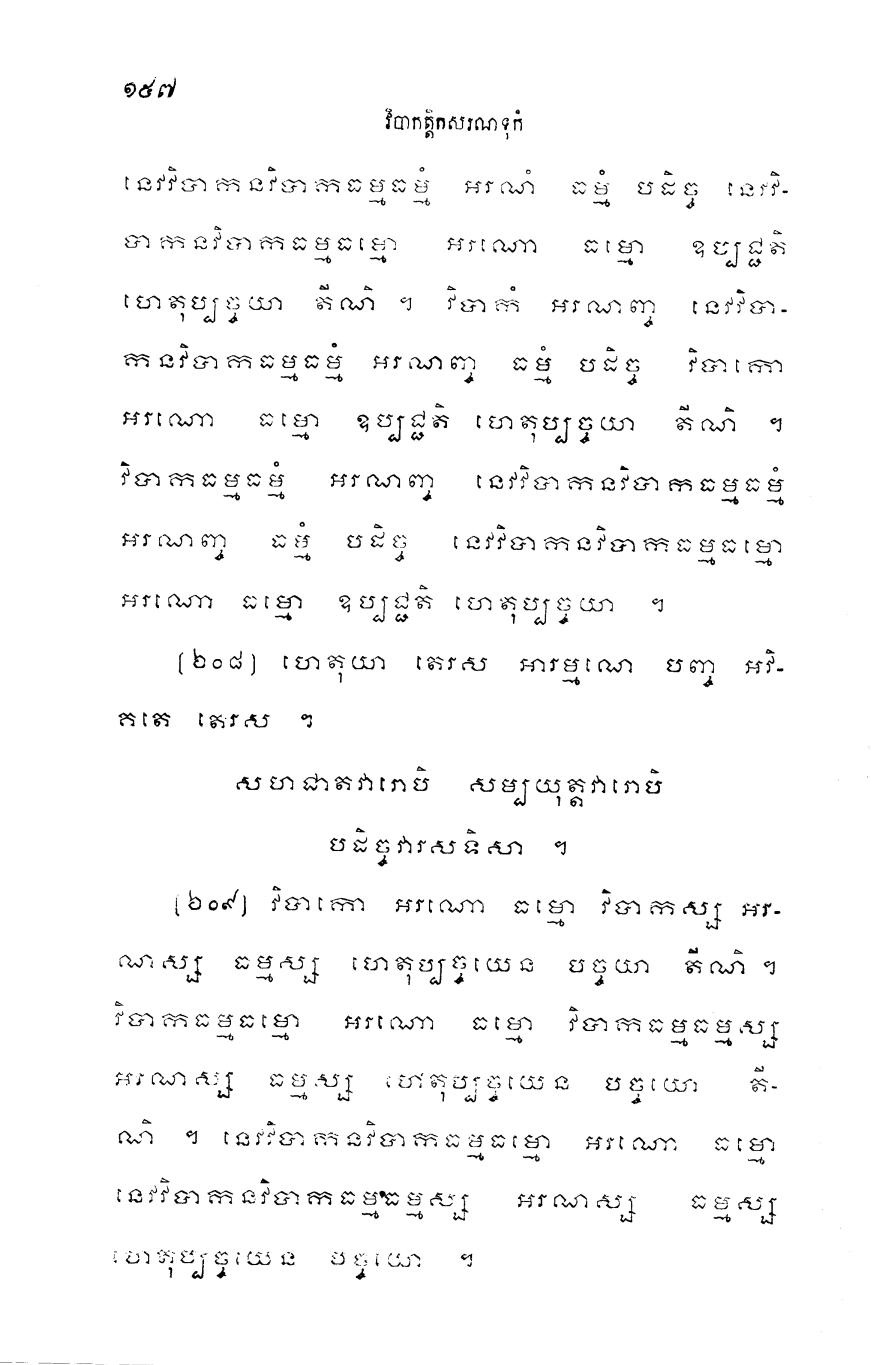 ១៥៧
វិបាកត្តិកសរណទុកំ
នេវវិបាកនវិបាកធម្មធម្មំ អរណំ ធម្មំ បដិច្ច នេវវិ-
បាកនវិបាកធម្មធម្មោ អរណោ ធម្មោ ឧប្បជ្ជតិ
ហេតុប្បច្ចយា តីណិ ។ វិបាកំ អរណញ្ច នេវវិបា-
កនវិបាកធម្មធម្មំ អរណញ្ច ធម្មំ បដិច្ច វិបាកោ
អរណោ ធម្មោ ឧប្បជ្ជតិ ហេតុប្បច្ចយា តីណិ ។
វិបាកធម្មធម្មំ អរណញ្ច នេវវិបាកនវិបាកធម្មធម្មំ
អរណញ្ច ធម្មំ បដិច្ច នេវវិបាកនវិបាកធម្មធម្មោ
អរណោ ធម្មោ ឧប្បជ្ជតិ ហេតុប្បច្ចយា ។
[២០៨] ហេតុយា តេរស អារម្មណេ បញ្ច អវិ-
គតេ តេរស ។
សហជាតវារោបិ សម្បយុត្តវារោបិ
បដិច្ចវារសទិសា ។
[២០៩] វិបាកោ អរណោ ធម្មោ វិបាកស្ស អរ-
ណស្ស ធម្មស្ស ហេតុប្បច្ចយេន បច្ចយោ តីណិ ។
វិបាកធម្មធម្មោ អរណោ ធម្មោ វិបាកធម្មធម្មស្ស
អរណស្ស ធម្មស្ស ហេតុប្បច្ចយេន បច្ចយោ តី-
ណិ ។ នេវវិបាកនវិបាកធម្មធម្មោ អរណោ ធម្មោ
នេវវិបាកនវិបាកធម្មធម្មស្ស អរណស្ស ធម្មស្ស
ហេតុប្បច្ចយេន បច្ចយោ ។